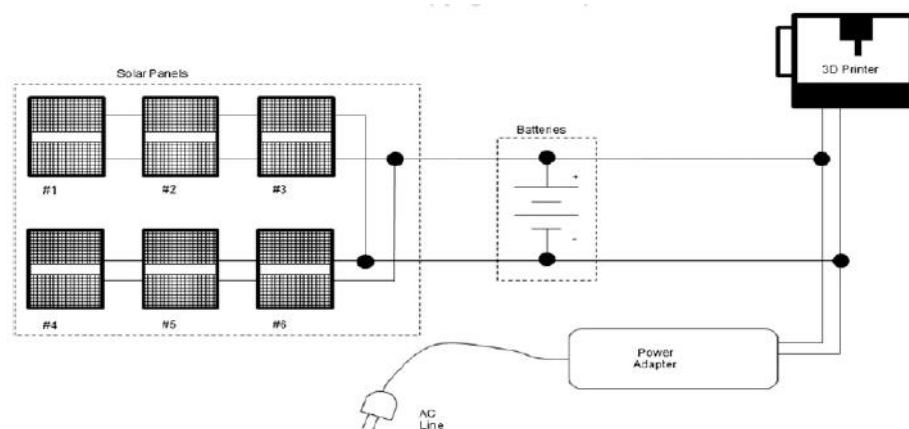 Solar Panels
3D Printer
Batteries
+
#1
#2
#3
-
#4
#5
#6
Power
Adapter
AC
Line